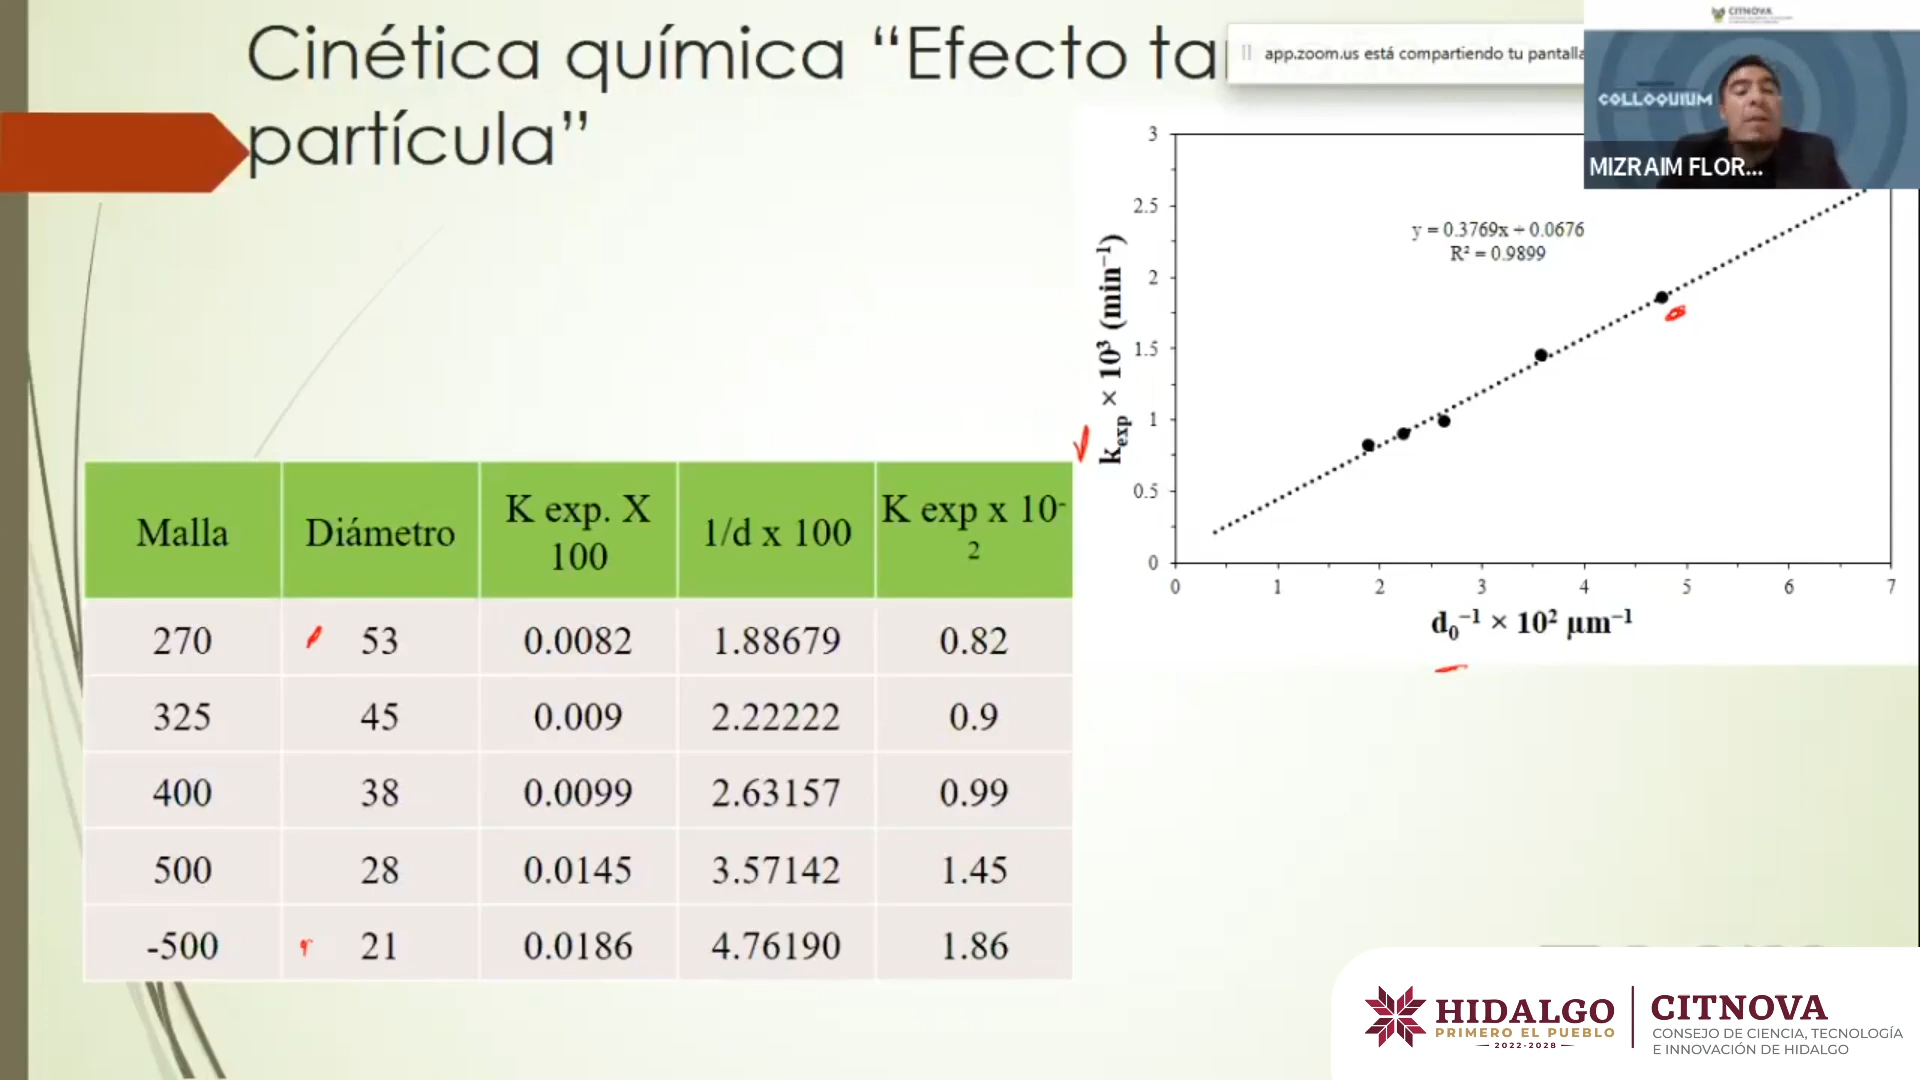 Cinética química “Efecto ta
partícula”
app.zoom.us está compartiendo tu pantalla
CITNOVA
COLLOQUIUM
MIZRAIM FLOR...
Malla Diámetro K exp. X 100 1/d x 100 K exp x 10-2
270 53 0.0082 1.88679 0.82
325 45 0.009 2.22222 0.9
400 38 0.0099 2.63157 0.99
500 28 0.0145 3.57142 1.45
-500 21 0.0186 4.76190 1.86
kexp × 10³ (min⁻¹)
3
2.5
2
1.5
1
0.5
0
y = 0.3769x + 0.0676
R² = 0.9899
0 1 2 3 4 5 6 7
d₀⁻¹ × 10² µm⁻¹
HIDALGO
PRIMERO EL PUEBLO
2022-2028
CITNOVA
CONSEJO DE CIENCIA, TECNOLOGÍA
E INNOVACIÓN DE HIDALGO